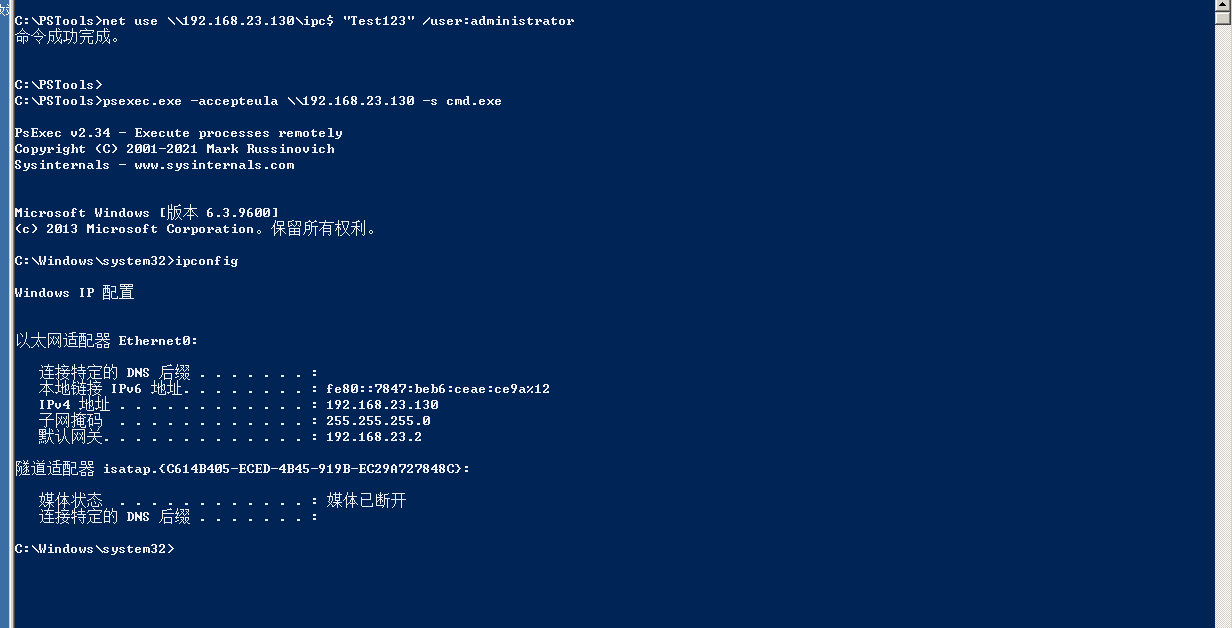 C:\PSTools>net use \\192.168.23.130\ipc$ "Test123" /user:administrator
命令成功完成。
C:\PSTools>
C:\PSTools>psexec.exe -accepteula \\192.168.23.130 -s cmd.exe
PsExec v2.34 - Execute processes remotely
Copyright (C) 2001-2021 Mark Russinovich
Sysinternals - www.sysinternals.com
Microsoft Windows [版本 6.3.9600]
(c) 2013 Microsoft Corporation。保留所有权利。
C:\Windows\system32>ipconfig
Windows IP 配置
以太网适配器 Ethernet0:
连接特定的 DNS 后缀 . . . . . . . :
本地链接 IPv6 地址. . . . . . . . : fe80::7847:beb6:ceae:ce9a%12
IPv4 地址 . . . . . . . . . . . . : 192.168.23.130
子网掩码  . . . . . . . . . . . . : 255.255.255.0
默认网关. . . . . . . . . . . . . : 192.168.23.2
隧道适配器 isatap.{C614B405-ECED-4B45-919B-EC29A727848C}:
媒体状态  . . . . . . . . . . . . : 媒体已断开
连接特定的 DNS 后缀 . . . . . . . :
C:\Windows\system32>